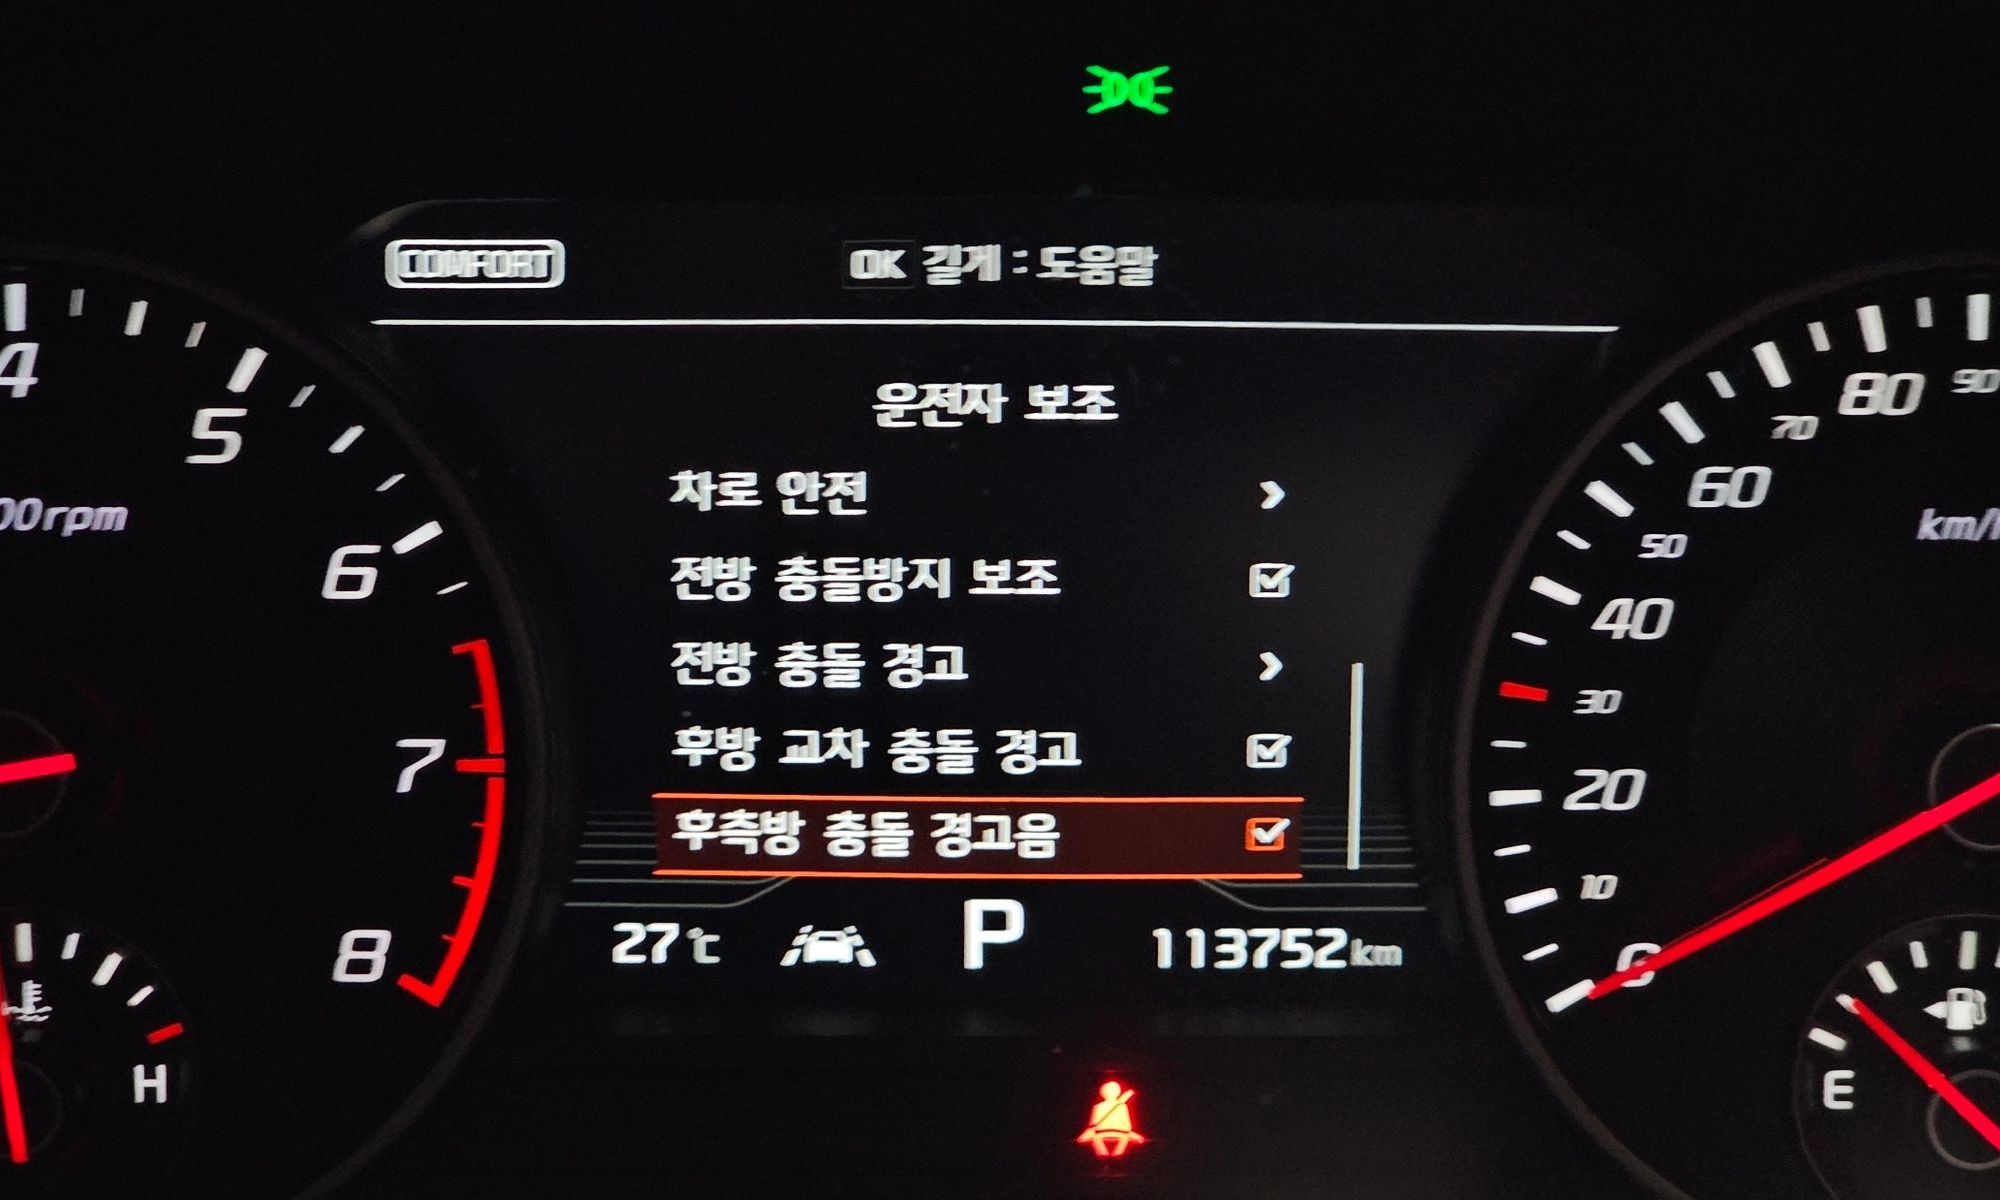 COMFORT
OK 길게 : 도움말
운전자 보조
차로 안전
전방 충돌방지 보조
전방 충돌 경고
후방 교차 충돌 경고
후측방 충돌 경고음
27℃ P 113752km
4
5
6
7
8
00rpm
H
90
80
70
60
50
40
30
20
10
0
km/h
E